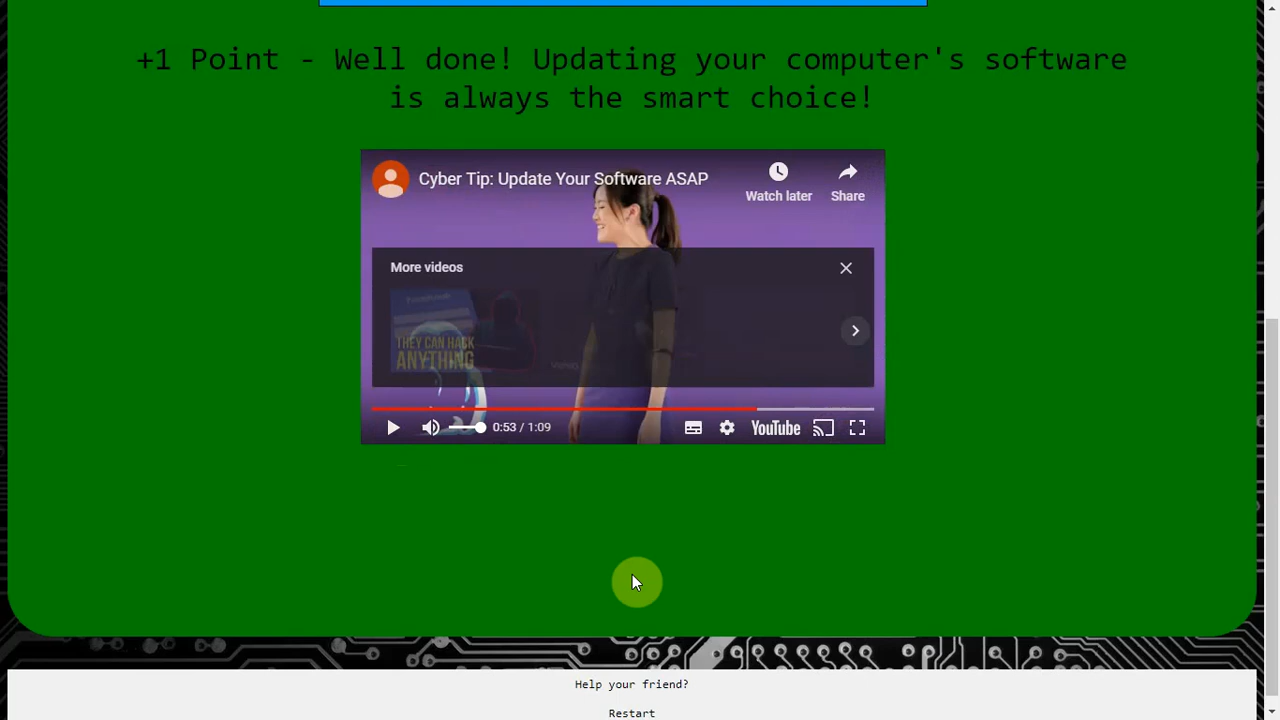 +1 Point - Well done! Updating your computer's software
is always the smart choice!
Cyber Tip: Update Your Software ASAP
Watch later
Share
More videos
THEY CAN HACK
ANYTHING
0:53 / 1:09
YouTube
Help your friend?
Restart